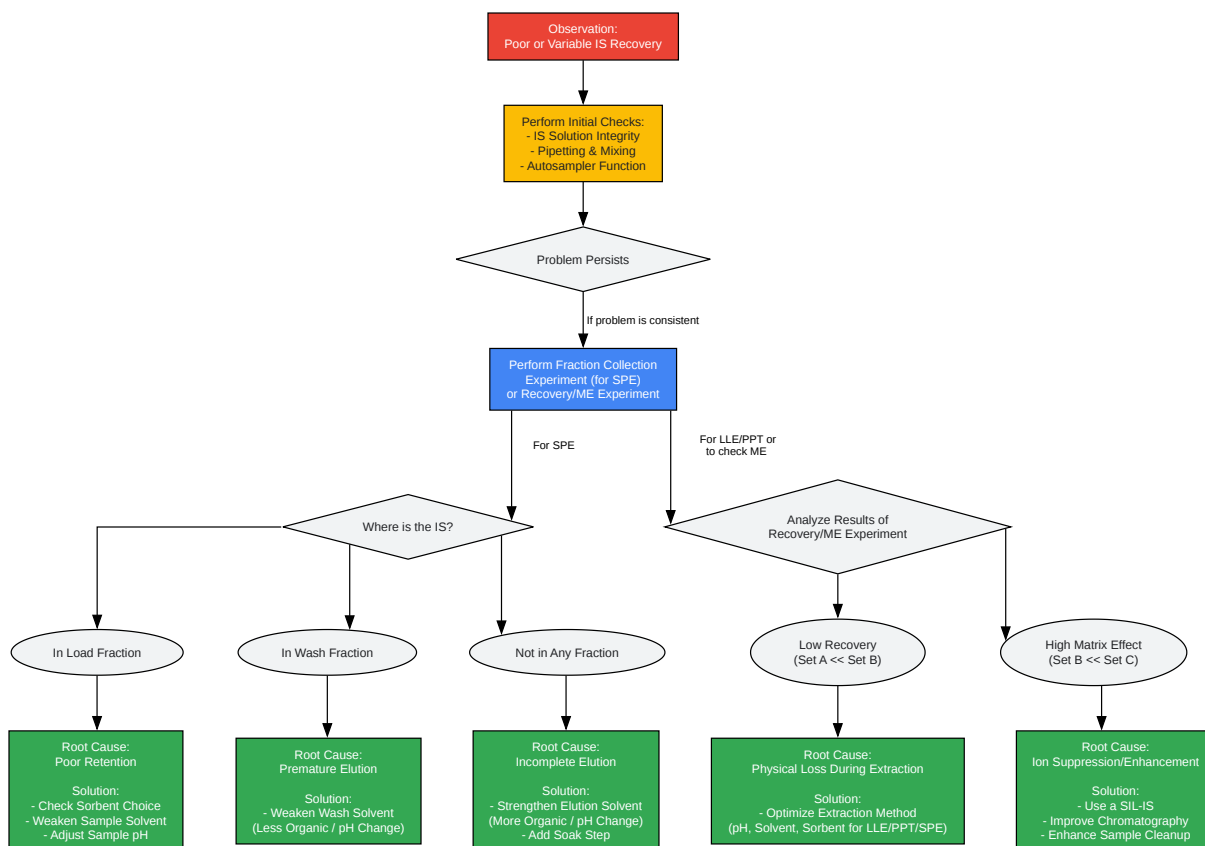 Observation:
Poor or Variable IS Recovery
Perform Initial Checks:
- IS Solution Integrity
- Pipetting & Mixing
- Autosampler Function
Problem Persists
If problem is consistent
Perform Fraction Collection
Experiment (for SPE)
or Recovery/ME Experiment
For SPE
For LLE/PPT or
to check ME
Where is the IS?
Analyze Results of
Recovery/ME Experiment
In Load Fraction
In Wash Fraction
Not in Any Fraction
Low Recovery
(Set A << Set B)
High Matrix Effect
(Set B << Set C)
Root Cause:
Poor Retention
Solution:
- Check Sorbent Choice
- Weaken Sample Solvent
- Adjust Sample pH
Root Cause:
Premature Elution
Solution:
- Weaken Wash Solvent
(Less Organic / pH Change)
Root Cause:
Incomplete Elution
Solution:
- Strengthen Elution Solvent
(More Organic / pH Change)
- Add Soak Step
Root Cause:
Physical Loss During Extraction
Solution:
- Optimize Extraction Method
(pH, Solvent, Sorbent for LLE/PPT/SPE)
Root Cause:
Ion Suppression/Enhancement
Solution:
- Use a SIL-IS
- Improve Chromatography
- Enhance Sample Cleanup